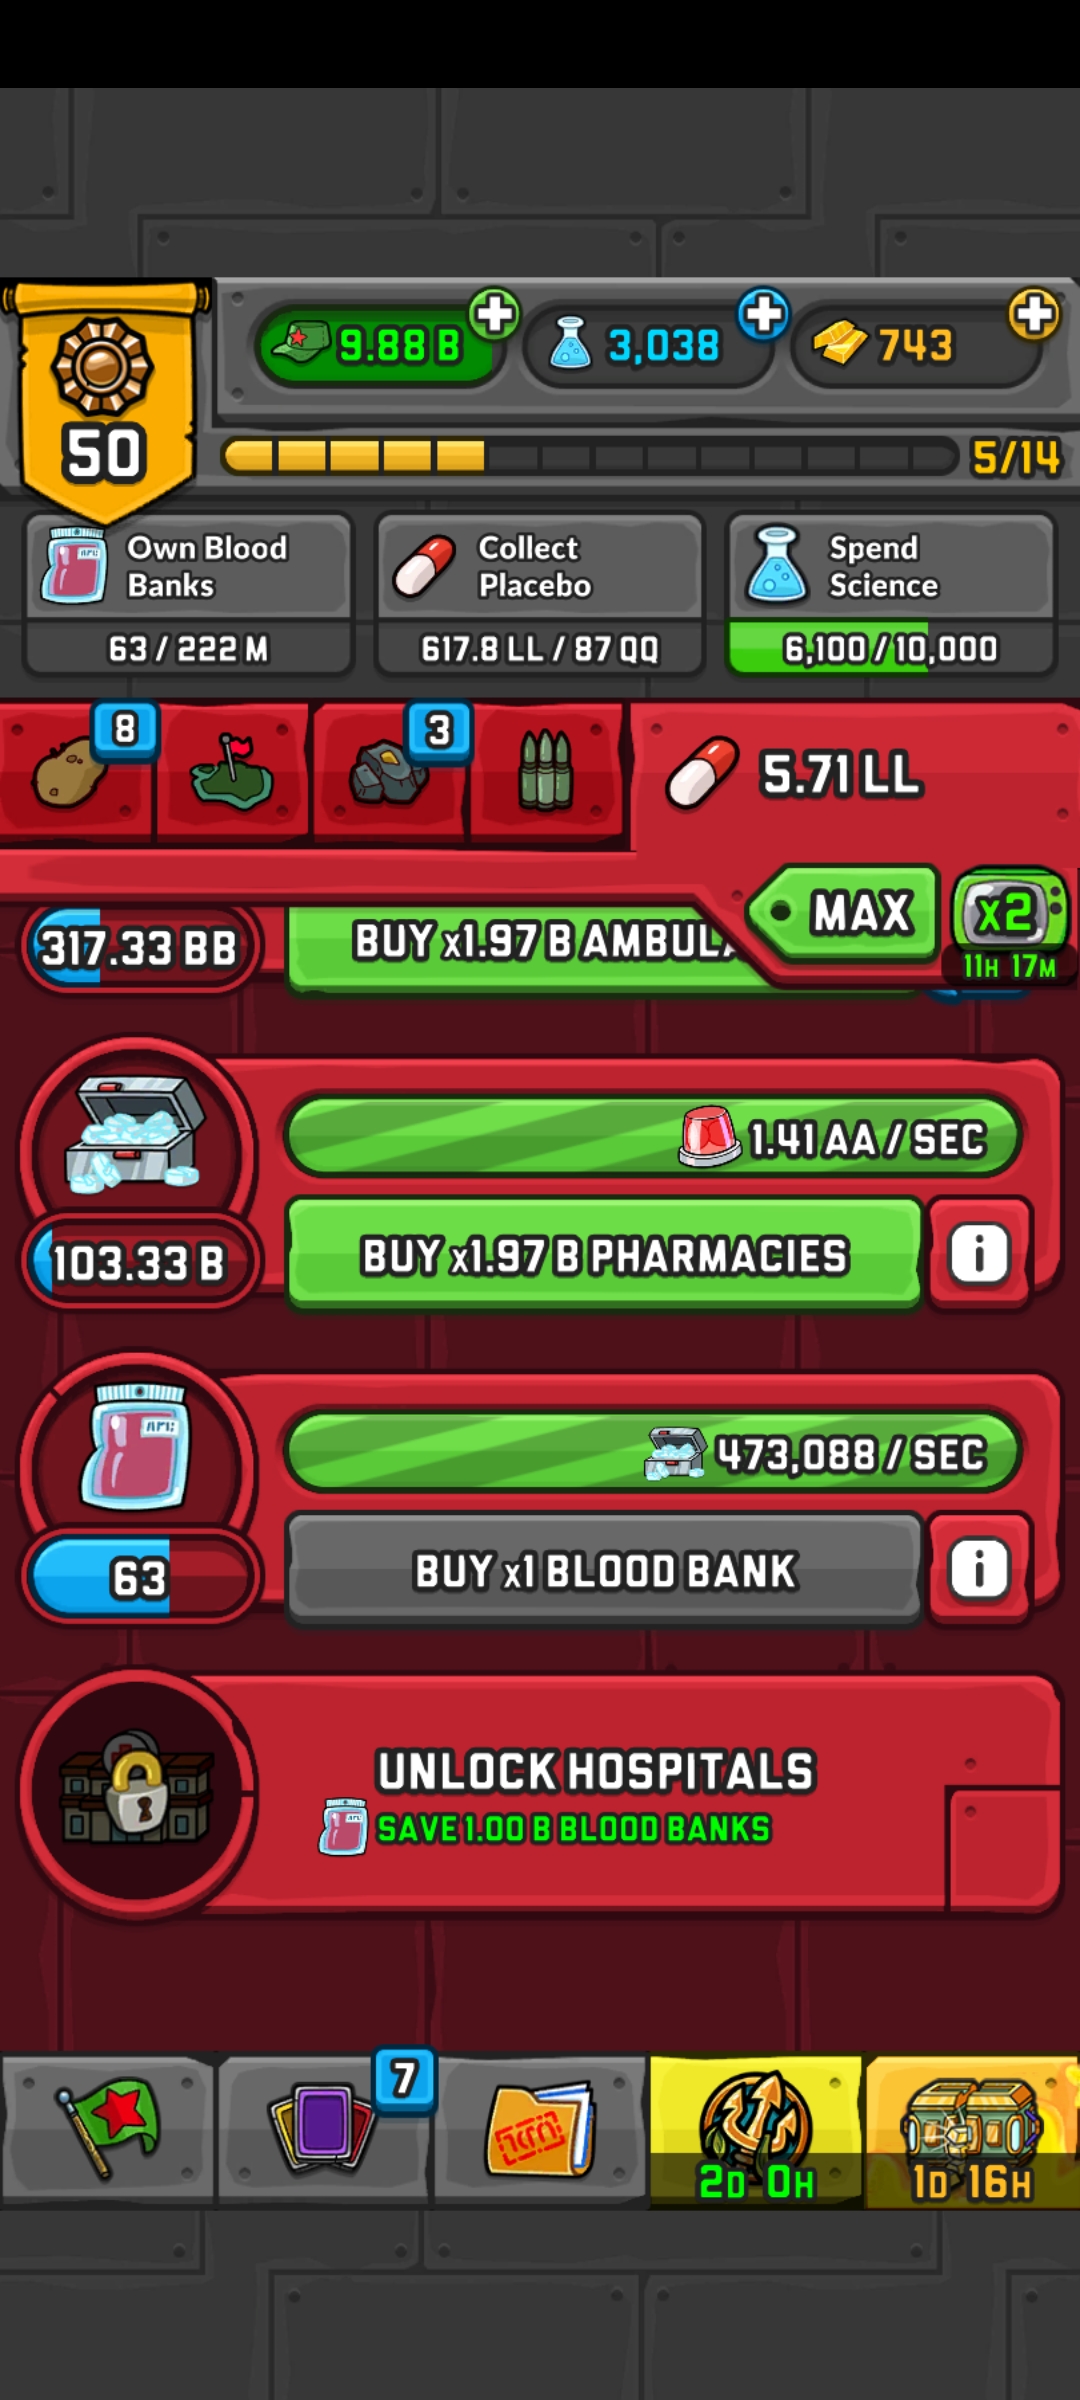 9.88 B
3,038
743
50
5/14
Own Blood
Banks
63 / 222 M
Collect
Placebo
617.8 LL / 87 QQ
Spend
Science
6,100 / 10,000
8
3
5.71 LL
MAX
x2
11H 17M
317.33 BB
BUY x1.97 B AMBULA
1.41 AA / SEC
103.33 B
BUY x1.97 B PHARMACIES
i
473,088 / SEC
63
BUY x1 BLOOD BANK
i
UNLOCK HOSPITALS
SAVE 1.00 B BLOOD BANKS
7
2D 0H
1D 16H